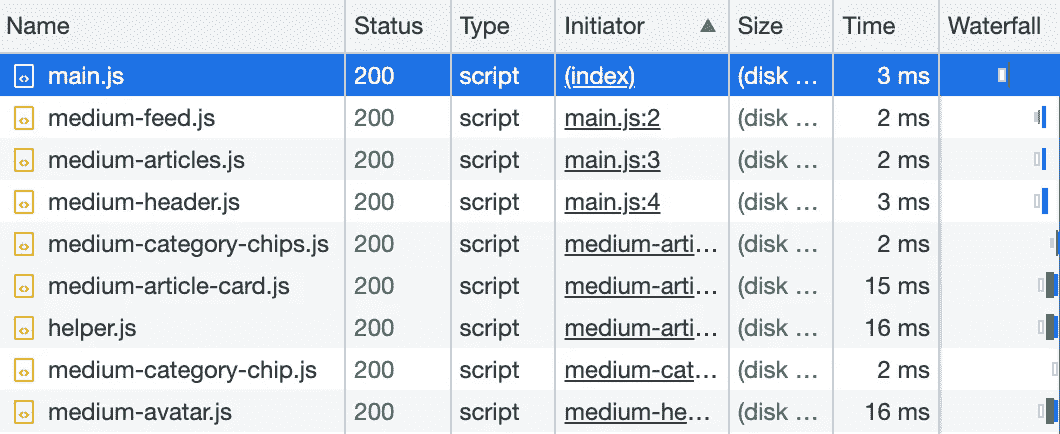 Name Status Type Initiator ▲ Size Time Waterfall
main.js 200 script (index) (disk ... 3 ms
medium-feed.js 200 script main.js:2 (disk ... 2 ms
medium-articles.js 200 script main.js:3 (disk ... 2 ms
medium-header.js 200 script main.js:4 (disk ... 3 ms
medium-category-chips.js 200 script medium-arti... (disk ... 2 ms
medium-article-card.js 200 script medium-arti... (disk ... 15 ms
helper.js 200 script medium-arti... (disk ... 16 ms
medium-category-chip.js 200 script medium-cat... (disk ... 2 ms
medium-avatar.js 200 script medium-he... (disk ... 16 ms